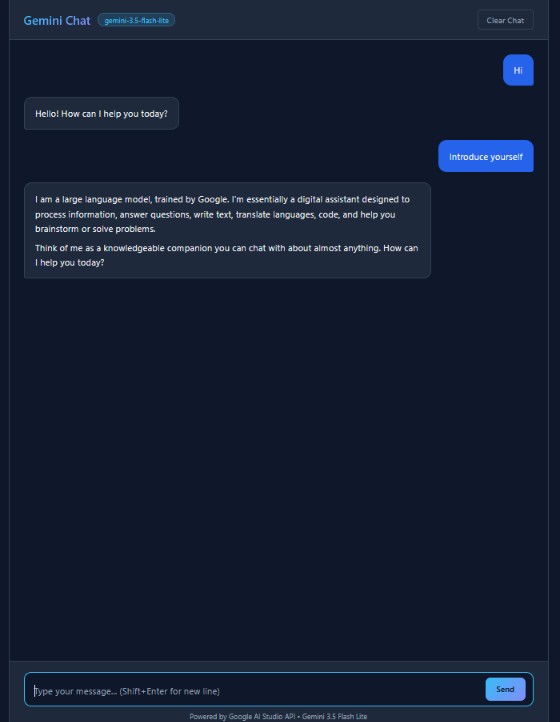 Gemini Chat
gemini-3.5-flash-lite
Clear Chat
Hi
Hello! How can I help you today?
Introduce yourself
I am a large language model, trained by Google. I'm essentially a digital assistant designed to
process information, answer questions, write text, translate languages, code, and help you
brainstorm or solve problems.
Think of me as a knowledgeable companion you can chat with about almost anything. How can
I help you today?
Type your message... (Shift+Enter for new line)
Send
Powered by Google AI Studio API • Gemini 3.5 Flash Lite